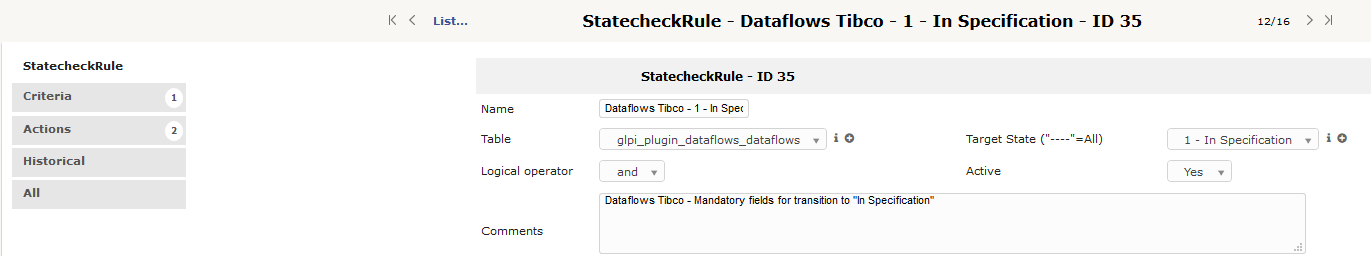 List...
StatecheckRule - Dataflows Tibco - 1 - In Specification - ID 35
12/16
StatecheckRule
Criteria 1
Actions 2
Historical
All
StatecheckRule - ID 35
Name Dataflows Tibco - 1 - In Spec
Table glpi_plugin_dataflows_dataflows Target State ("----"=All) 1 - In Specification
Logical operator and Active Yes
Comments Dataflows Tibco - Mandatory fields for transition to "In Specification"